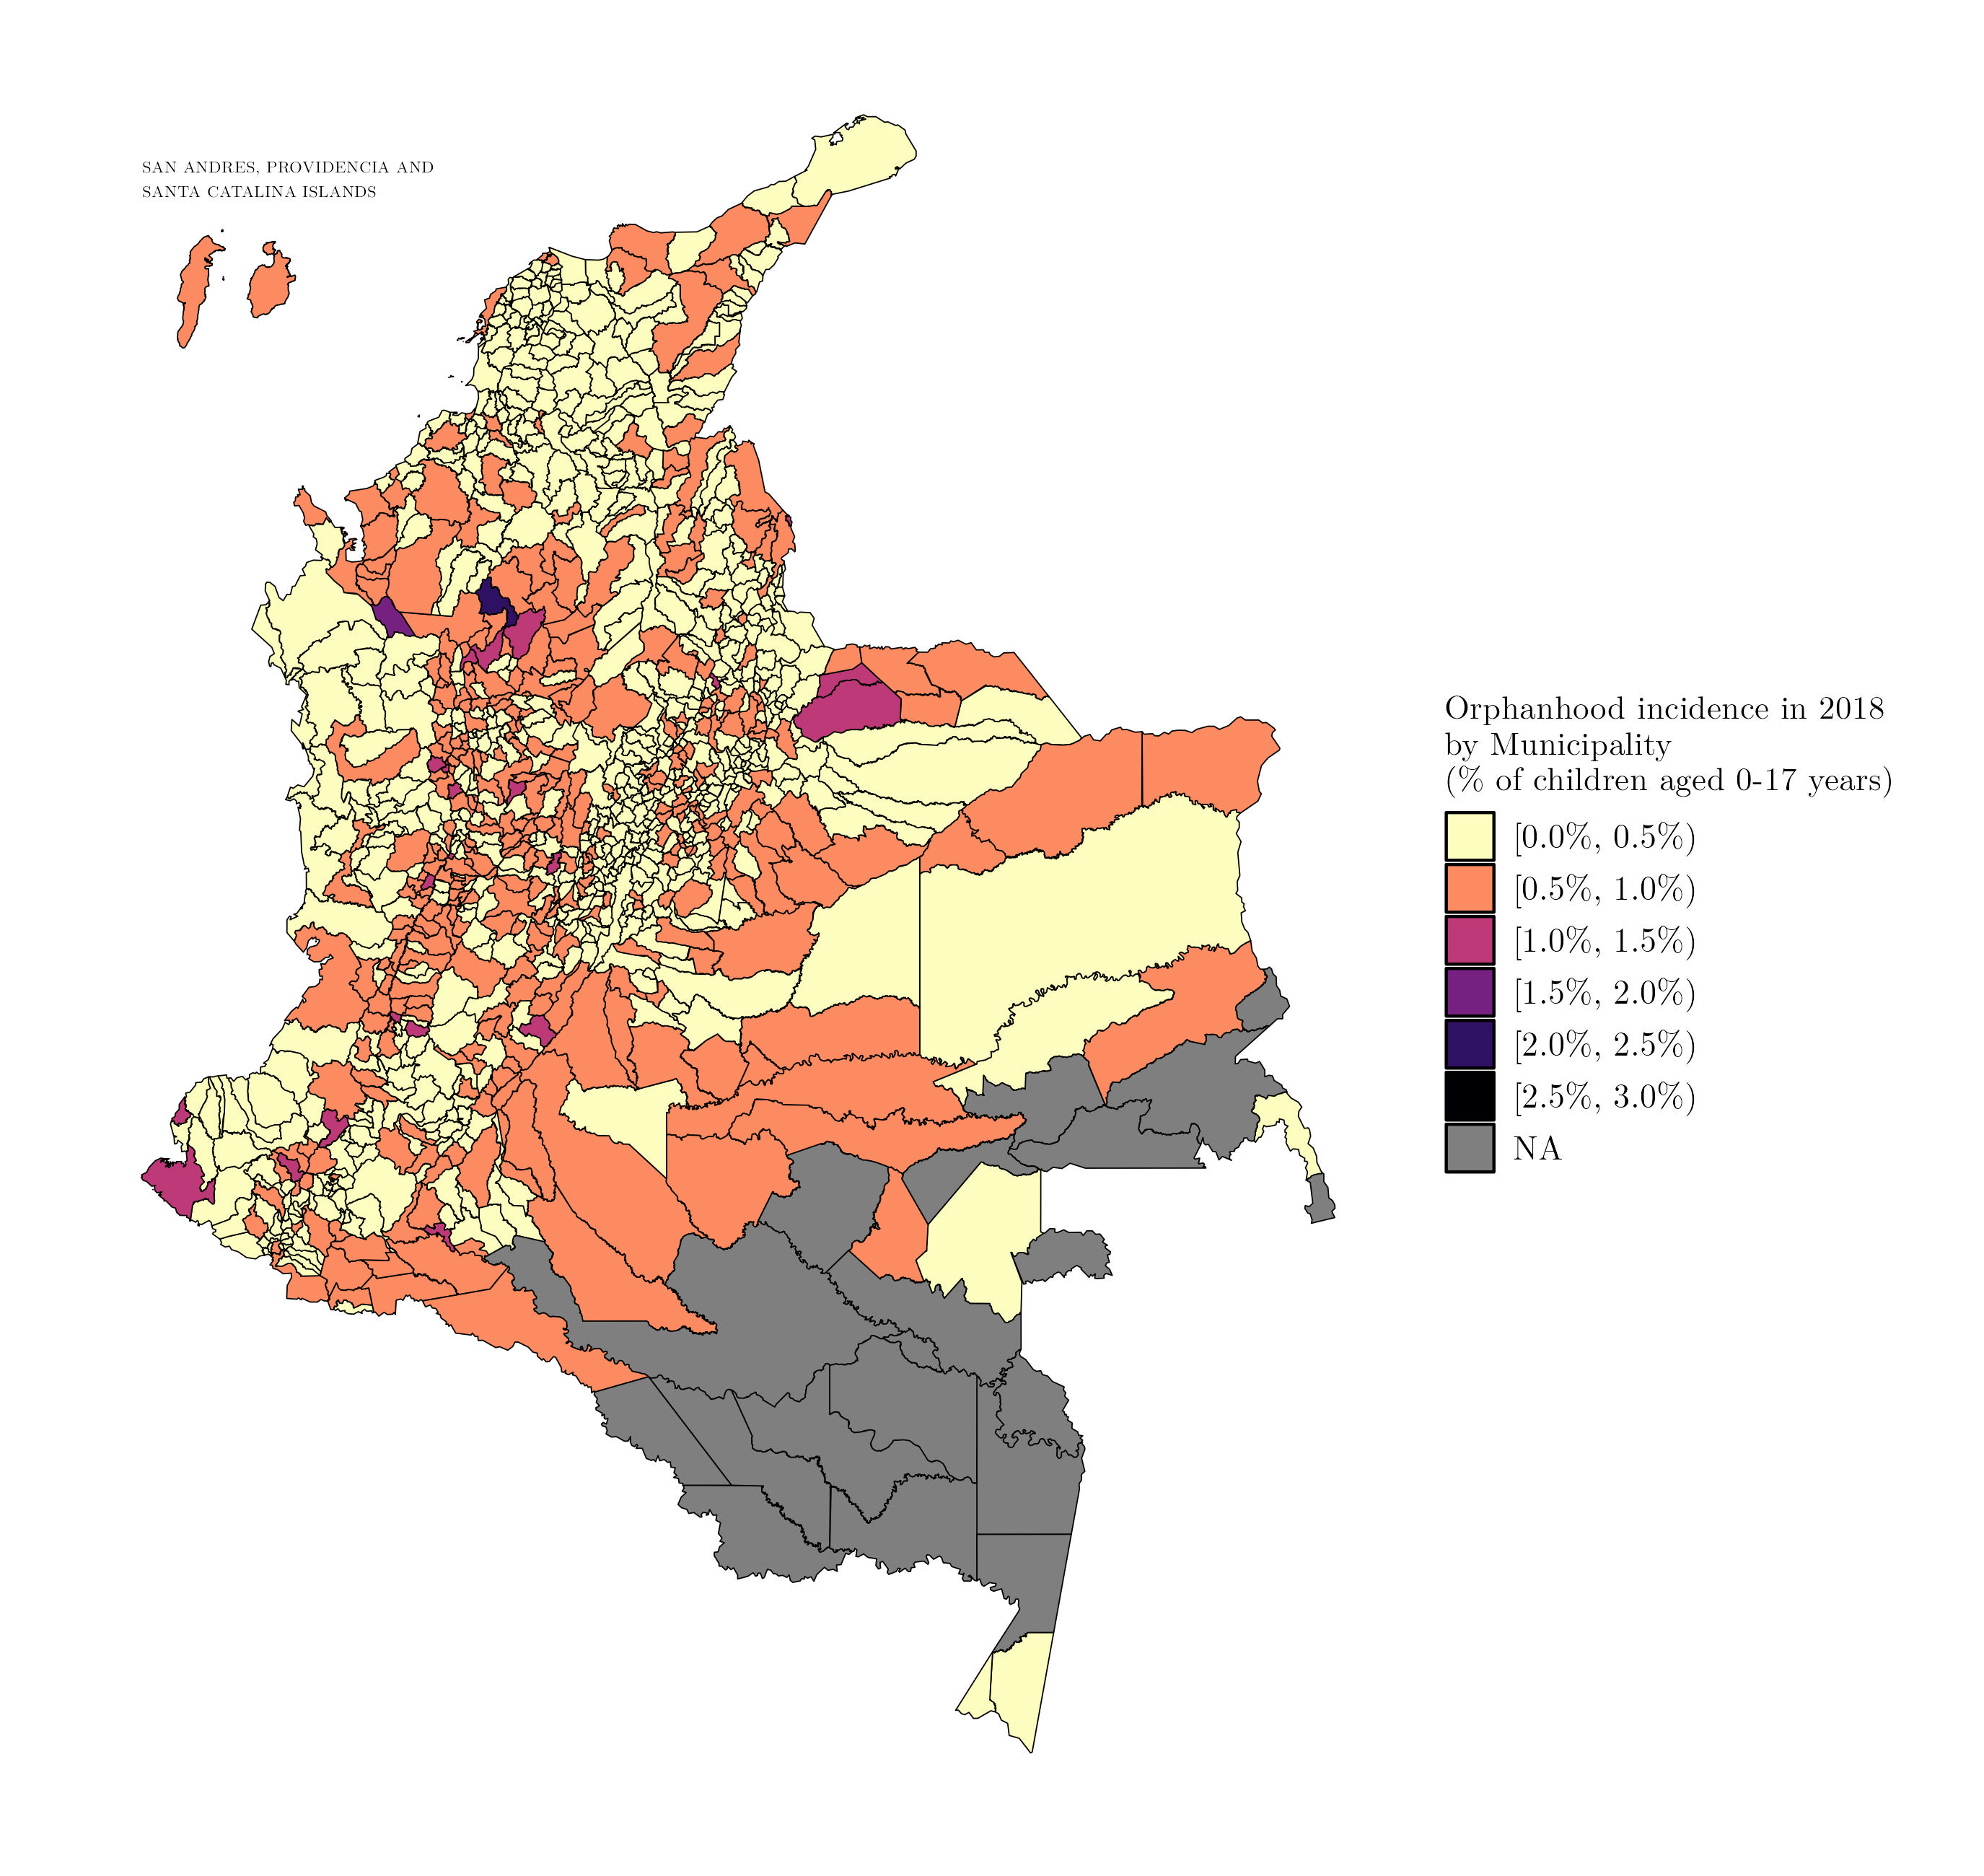 SAN ANDRES, PROVIDENCIA AND
SANTA CATALINA ISLANDS
Orphanhood incidence in 2018
by Municipality
(% of children aged 0-17 years)
[0.0%, 0.5%)
[0.5%, 1.0%)
[1.0%, 1.5%)
[1.5%, 2.0%)
[2.0%, 2.5%)
[2.5%, 3.0%)
NA